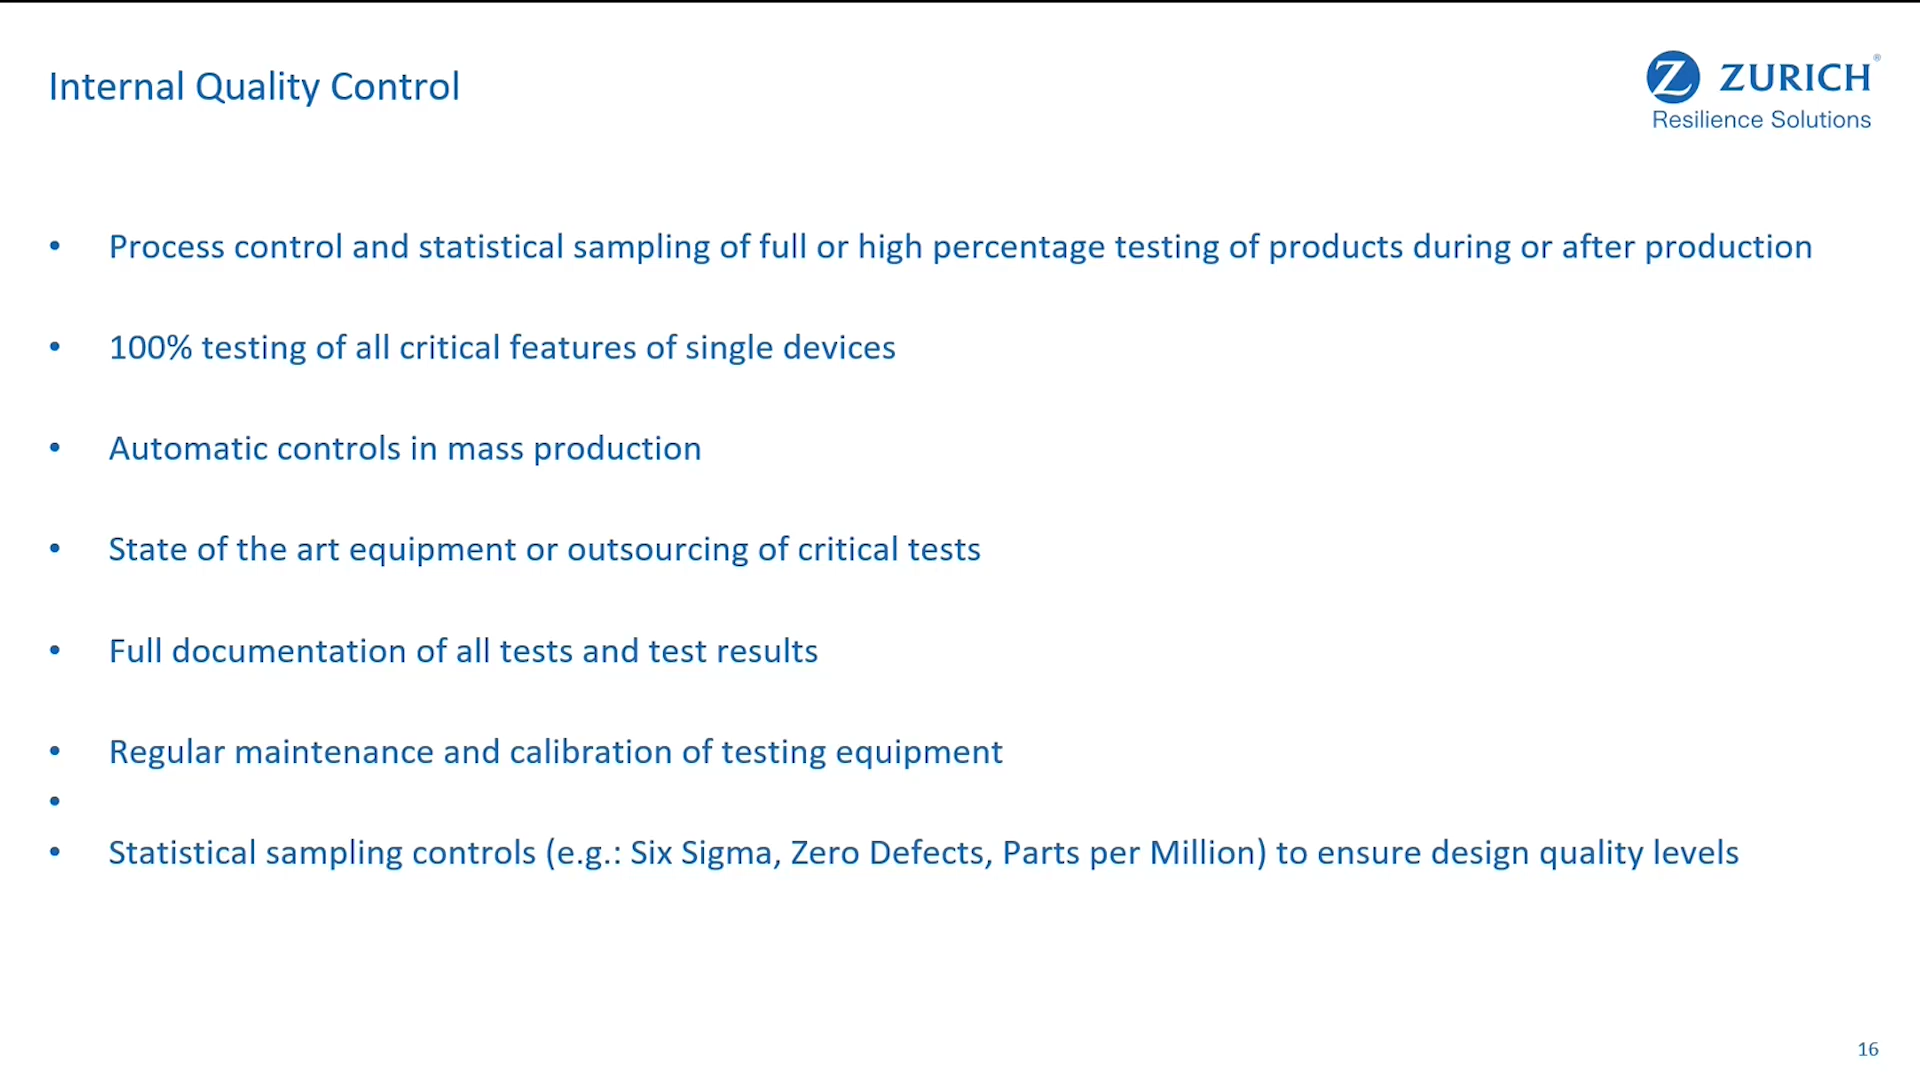 Internal Quality Control
Z ZURICH®
Resilience Solutions
• Process control and statistical sampling of full or high percentage testing of products during or after production
• 100% testing of all critical features of single devices
• Automatic controls in mass production
• State of the art equipment or outsourcing of critical tests
• Full documentation of all tests and test results
• Regular maintenance and calibration of testing equipment
•
• Statistical sampling controls (e.g.: Six Sigma, Zero Defects, Parts per Million) to ensure design quality levels
16